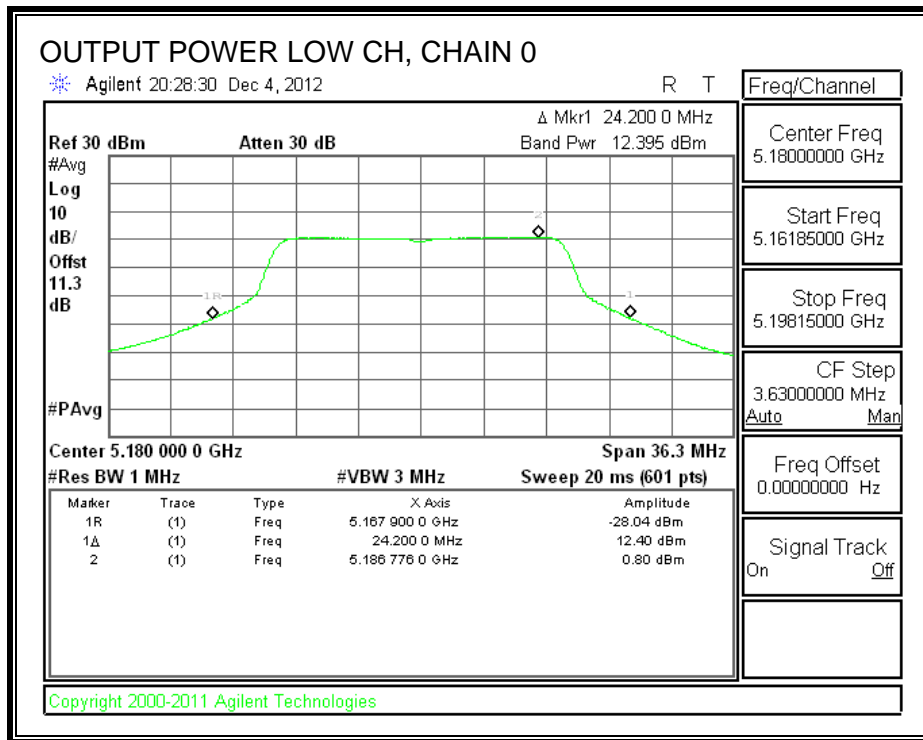 OUTPUT POWER LOW CH, CHAIN 0
Agilent 20:28:30 Dec 4, 2012 R T
Freq/Channel
Δ Mkr1 24.200 0 MHz
Ref 30 dBm Atten 30 dB Band Pwr 12.395 dBm
#Avg
Log
10
dB/
Offst
11.3
dB
#PAvg
2
1R
1
Center 5.180 000 0 GHz Span 36.3 MHz
#Res BW 1 MHz #VBW 3 MHz Sweep 20 ms (601 pts)
Marker Trace Type X Axis Amplitude
1R (1) Freq 5.167 900 0 GHz -28.04 dBm
1Δ (1) Freq 24.200 0 MHz 12.40 dBm
2 (1) Freq 5.186 776 0 GHz 0.80 dBm
Center Freq
5.18000000 GHz
Start Freq
5.16185000 GHz
Stop Freq
5.19815000 GHz
CF Step
3.63000000 MHz
Auto Man
Freq Offset
0.00000000 Hz
Signal Track
On Off
Copyright 2000-2011 Agilent Technologies